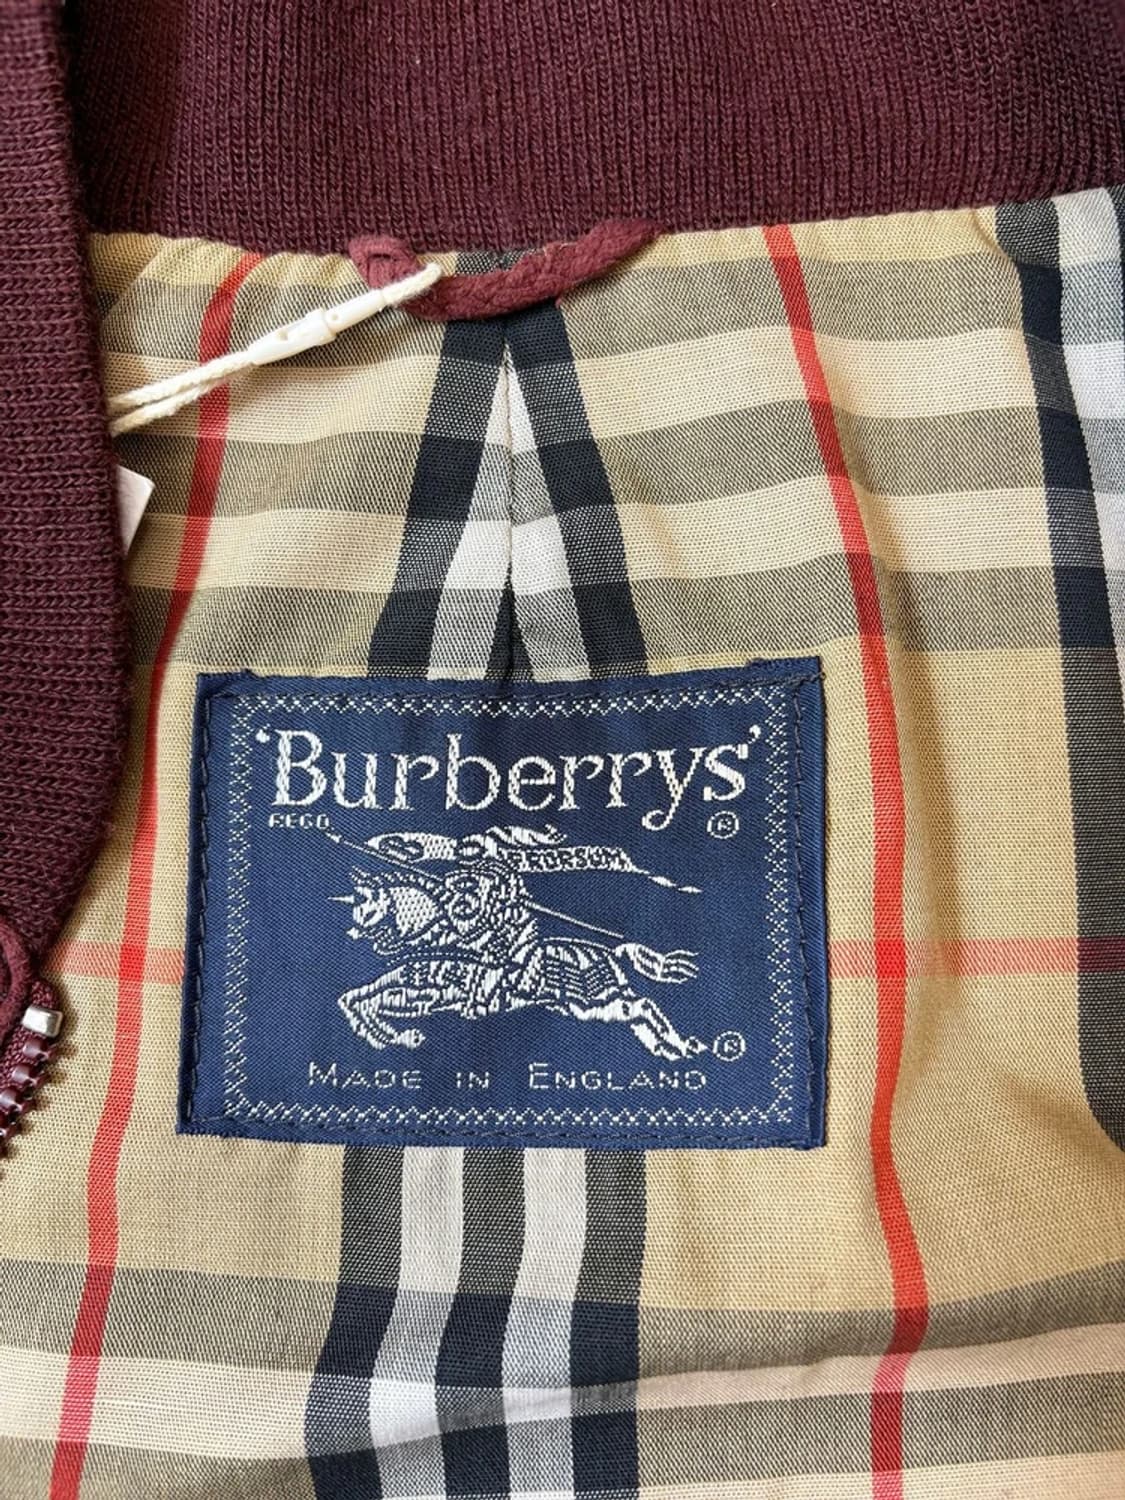 'Burberrys'
REGD. ®
PRORSUM
®
MADE IN ENGLAND